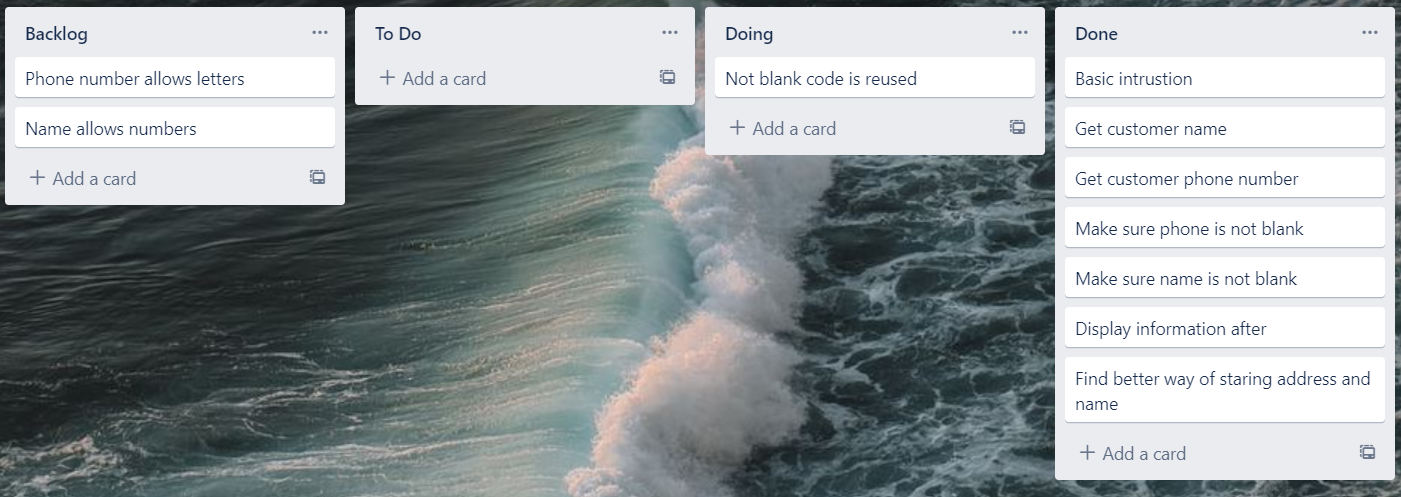 Backlog
Phone number allows letters
Name allows numbers
Add a card
To Do
Add a card
Doing
Not blank code is reused
Add a card
Done
Basic intrustion
Get customer name
Get customer phone number
Make sure phone is not blank
Make sure name is not blank
Display information after
Find better way of staring address and
name
Add a card